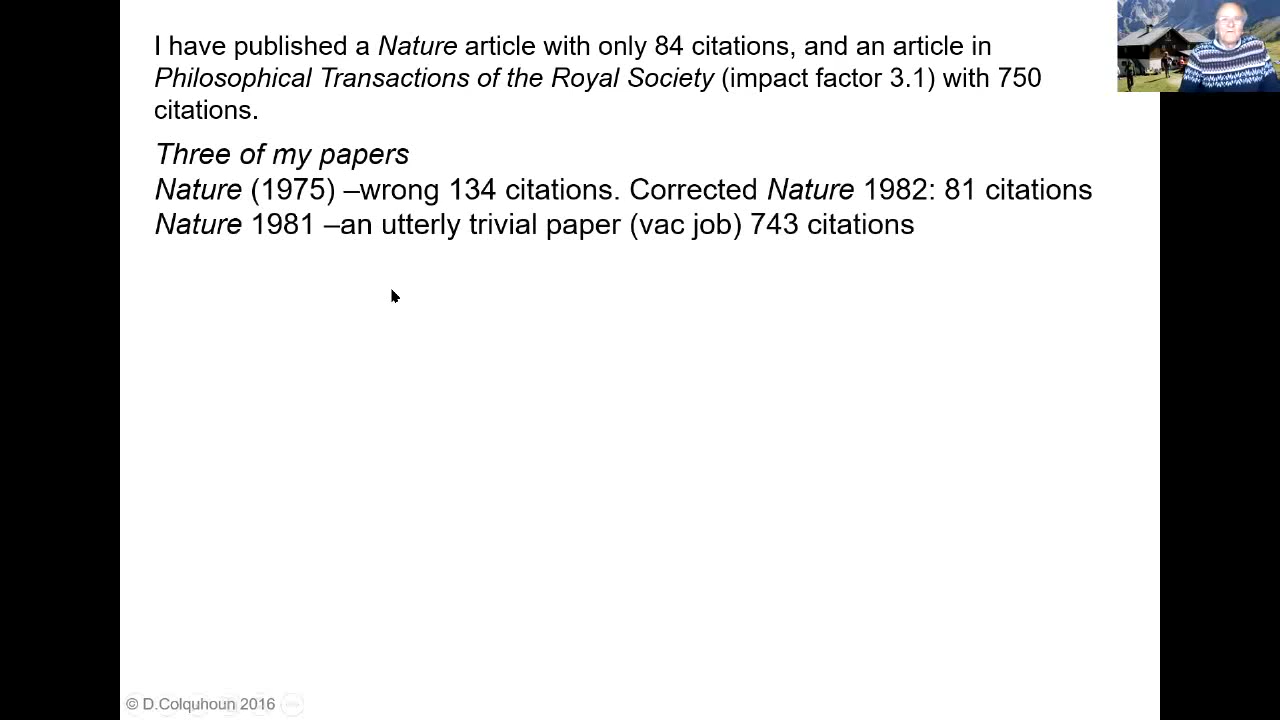 I have published a Nature article with only 84 citations, and an article in
Philosophical Transactions of the Royal Society (impact factor 3.1) with 750
citations.
Three of my papers
Nature (1975) –wrong 134 citations. Corrected Nature 1982: 81 citations
Nature 1981 –an utterly trivial paper (vac job) 743 citations
© D.Colquhoun 2016